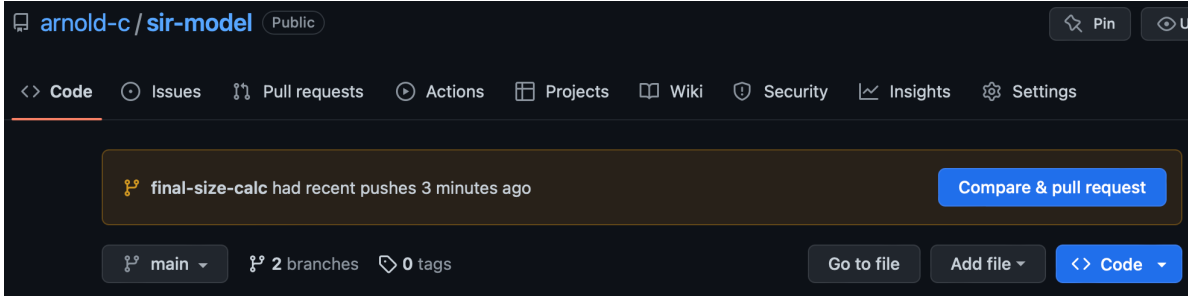 arnold-c / sir-model Public Pin
Code Issues Pull requests Actions Projects Wiki Security Insights Settings
final-size-calc had recent pushes 3 minutes ago Compare & pull request
main 2 branches 0 tags Go to file Add file Code